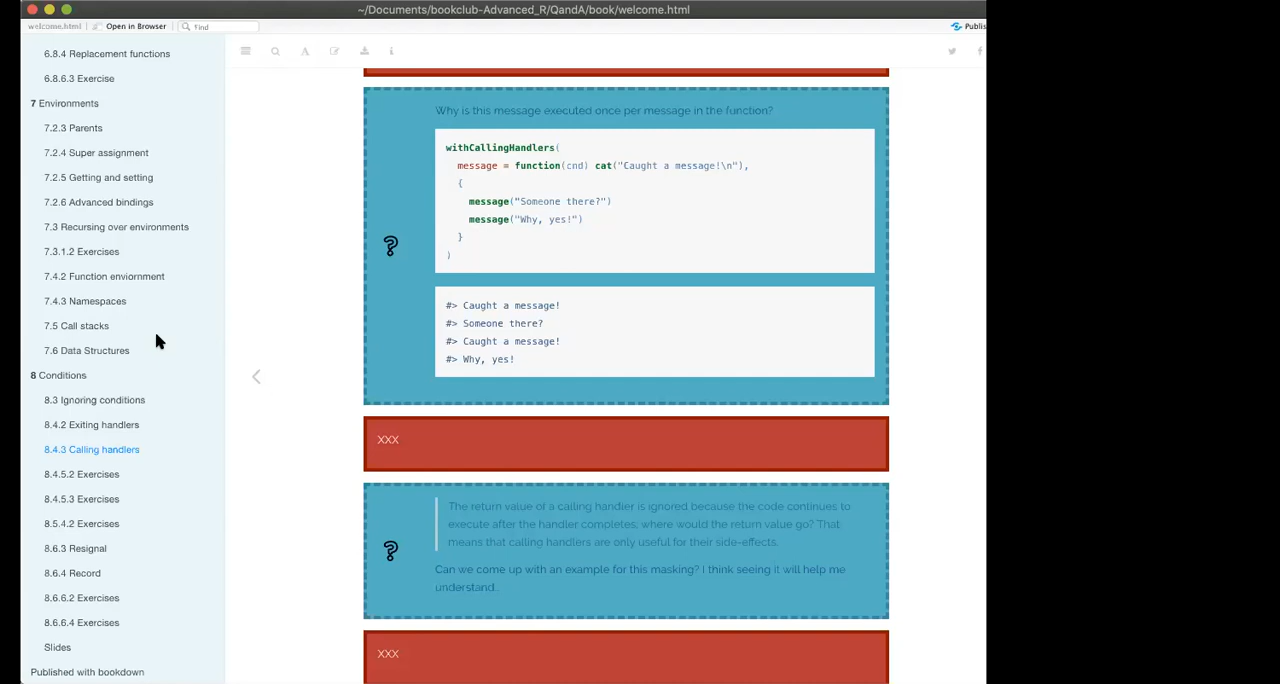 ~/Documents/bookclub-Advanced_R/QandA/book/welcome.html
welcome.html
Open in Browser
Find
Publis
6.8.4 Replacement functions
6.8.6.3 Exercise
7 Environments
7.2.3 Parents
7.2.4 Super assignment
7.2.5 Getting and setting
7.2.6 Advanced bindings
7.3 Recursing over environments
7.3.1.2 Exercises
7.4.2 Function enviornment
7.4.3 Namespaces
7.5 Call stacks
7.6 Data Structures
8 Conditions
8.3 Ignoring conditions
8.4.2 Exiting handlers
8.4.3 Calling handlers
8.4.5.2 Exercises
8.4.5.3 Exercises
8.5.4.2 Exercises
8.6.3 Resignal
8.6.4 Record
8.6.6.2 Exercises
8.6.6.4 Exercises
Slides
Published with bookdown
A
i
Why is this message executed once per message in the function?
withCallingHandlers(
message = function(cnd) cat("Caught a message!\n"),
{
message("Someone there?")
message("Why, yes!")
}
)
?
#> Caught a message!
#> Someone there?
#> Caught a message!
#> Why, yes!
XXX
The return value of a calling handler is ignored because the code continues to
execute after the handler completes; where would the return value go? That
means that calling handlers are only useful for their side-effects.
?
Can we come up with an example for this masking? I think seeing it will help me
understand...
XXX